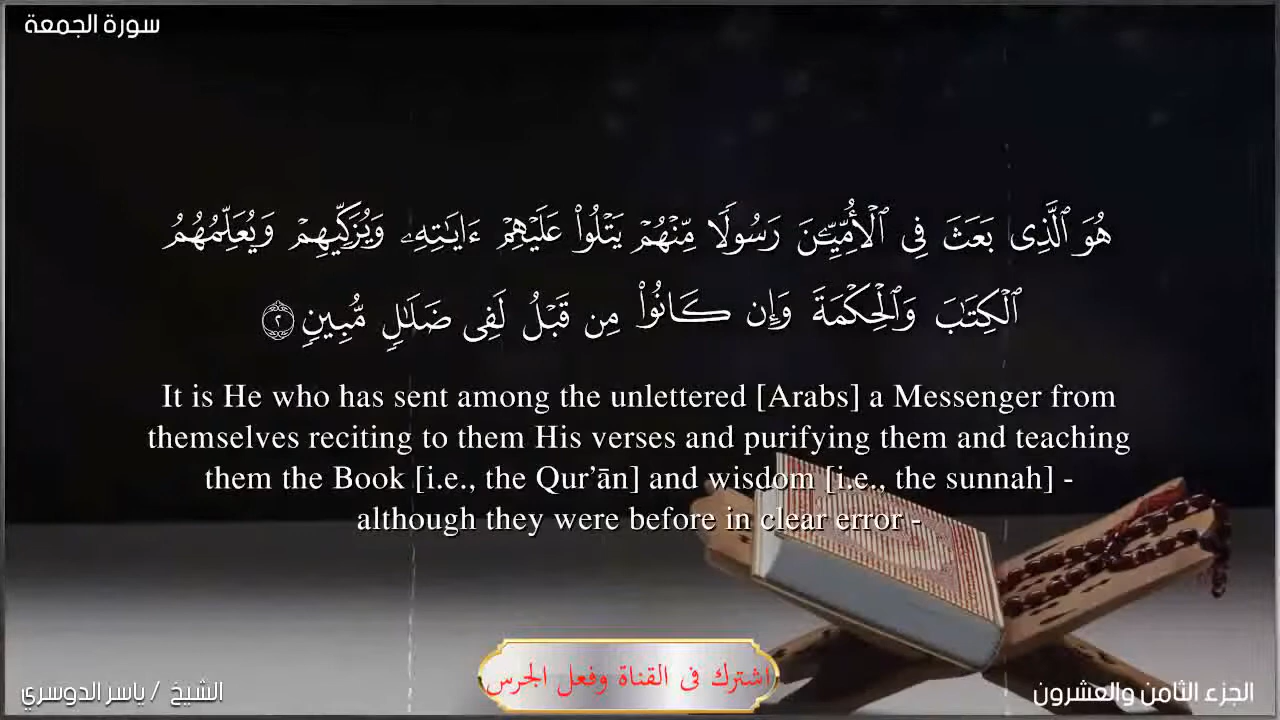 سورة الجمعة
هُوَ ٱلَّذِى بَعَثَ فِى ٱلْأُمِّيِّـۧنَ رَسُولًا مِّنْهُمْ يَتْلُوا۟ عَلَيْهِمْ ءَايَـٰتِهِۦ وَيُزَكِّيهِمْ وَيُعَلِّمُهُمُ
ٱلْكِتَـٰبَ وَٱلْحِكْمَةَ وَإِن كَانُوا۟ مِن قَبْلُ لَفِى ضَلَـٰلٍ مُّبِينٍ ٢
It is He who has sent among the unlettered [Arabs] a Messenger from
themselves reciting to them His verses and purifying them and teaching
them the Book [i.e., the Qur’ān] and wisdom [i.e., the sunnah] -
although they were before in clear error -
اشترك فى القناة وفعل الجرس
الجزء الثامن والعشرون
الشيخ / ياسر الدوسري